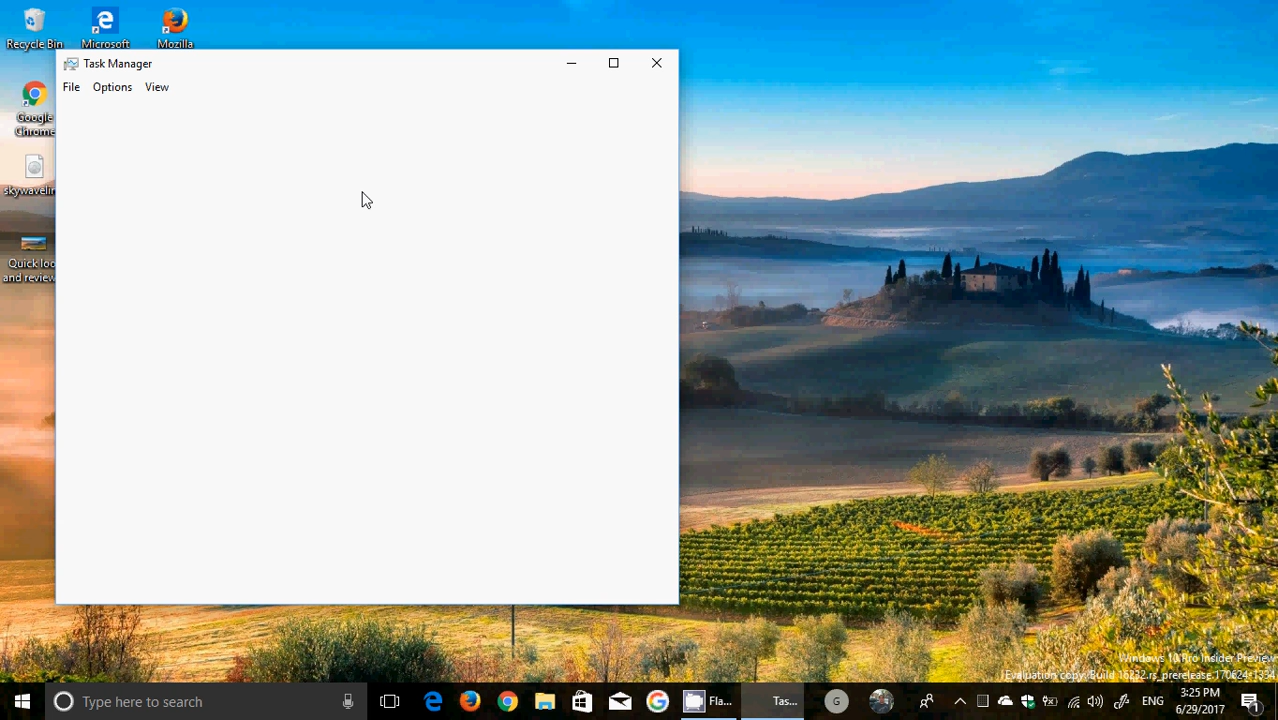 Recycle Bin
Microsoft
Mozilla
Task Manager
File Options View
Google
Chrome
skywavelin
Quick loo
and review
Windows 10 Pro Insider Preview
Evaluation copy. Build 16232.rs_prerelease.170624-1334
Type here to search
Fla...
Tas...
G
ENG
3:25 PM
6/29/2017
1